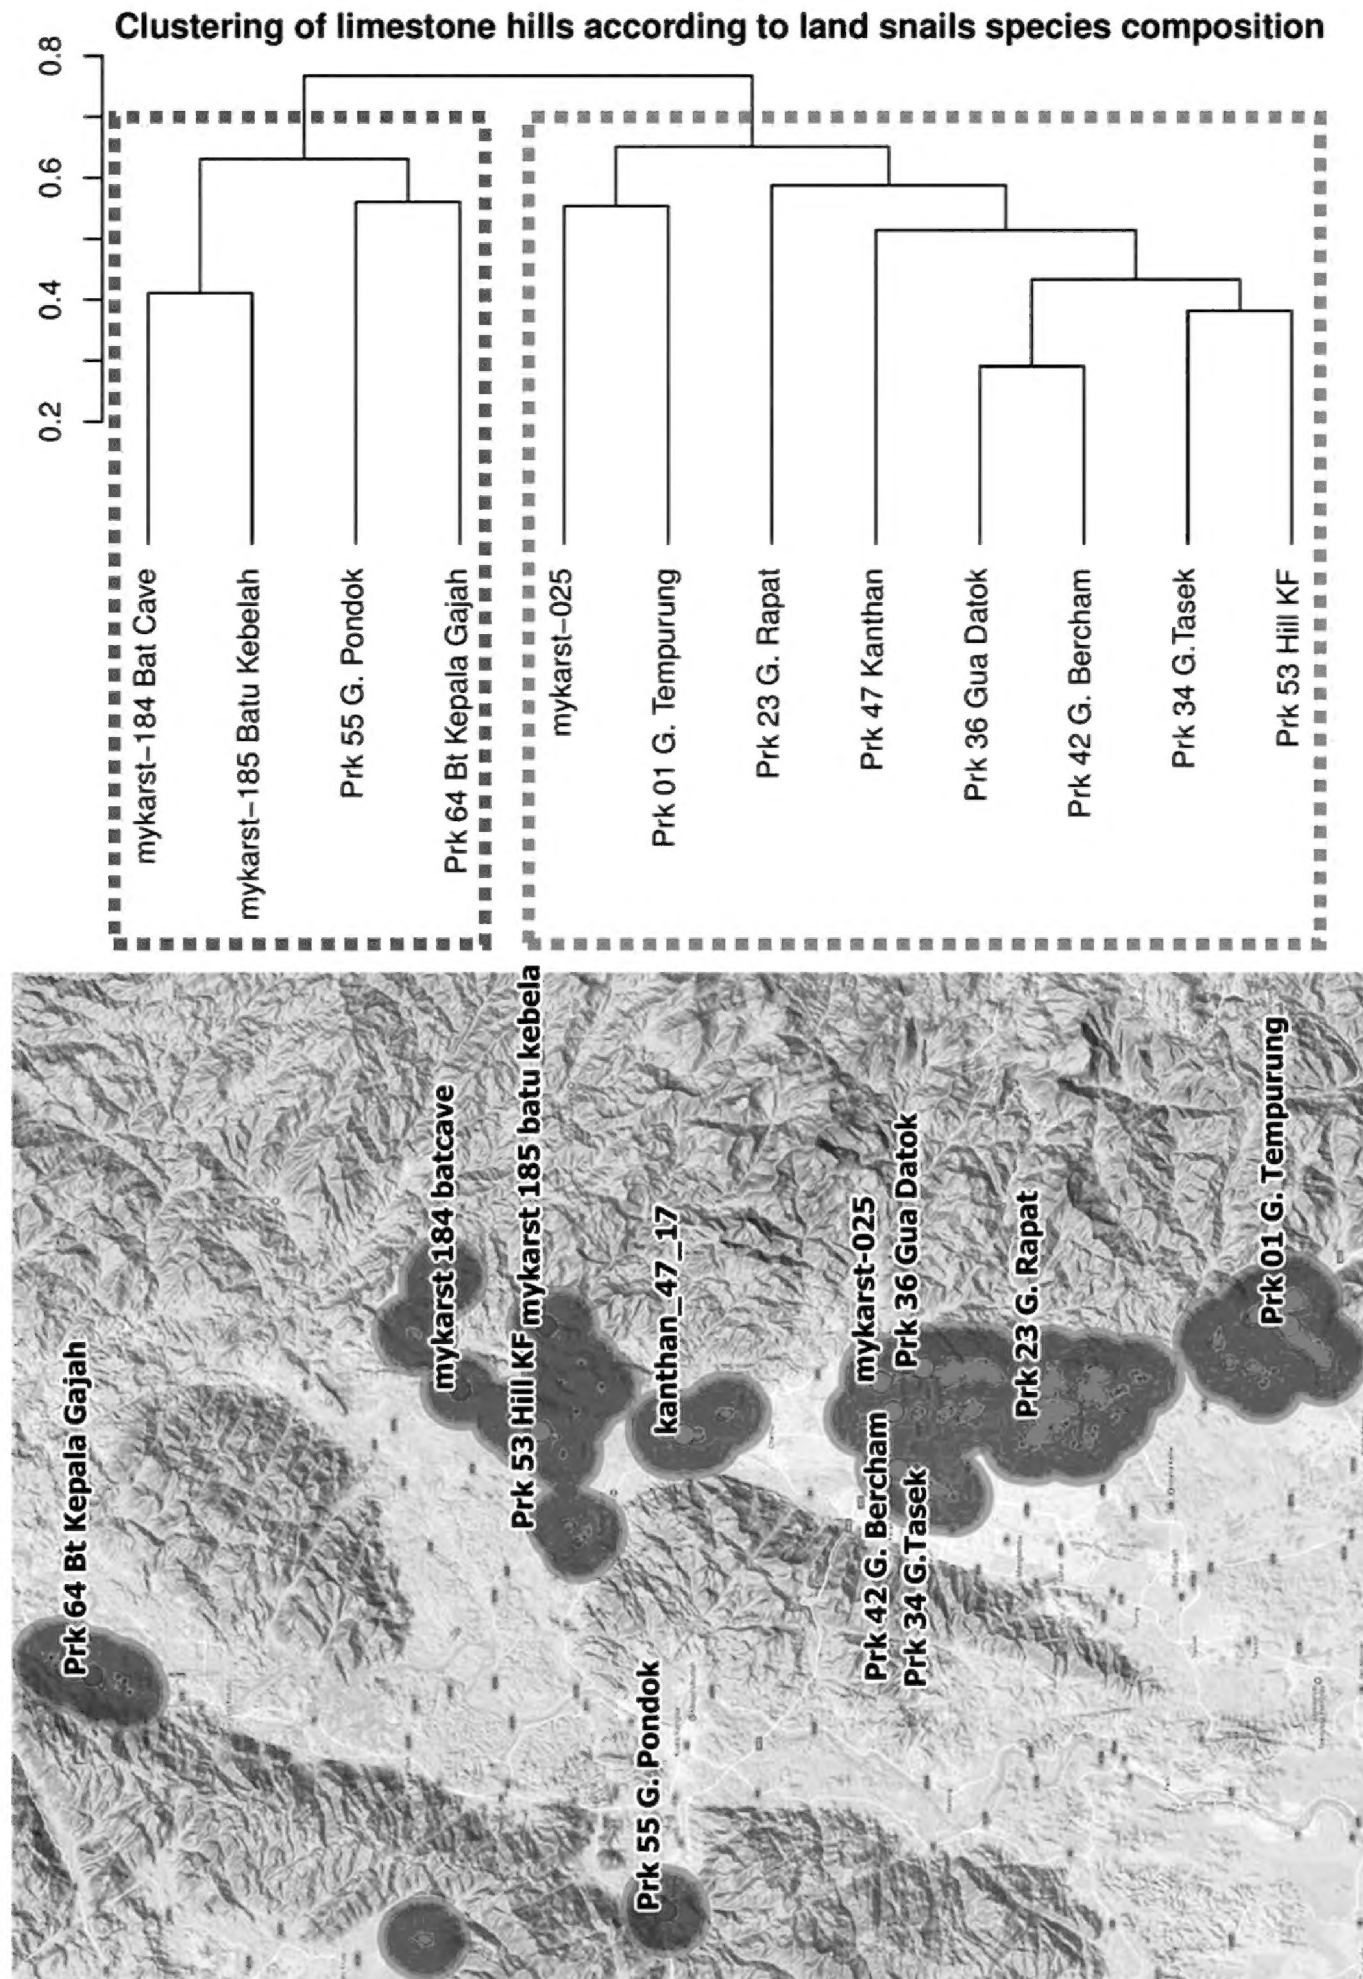 Clustering of limestone hills according to land snails species composition
0.8
0.6
0.4
0.2
mykarst–184 Bat Cave
mykarst–185 Batu Kebelah
Prk 55 G. Pondok
Prk 64 Bt Kepala Gajah
mykarst–025
Prk 01 G. Tempurung
Prk 23 G. Rapat
Prk 47 Kanthan
Prk 36 Gua Datok
Prk 42 G. Bercham
Prk 34 G.Tasek
Prk 53 Hill KF
Prk 64 Bt Kepala Gajah
mykarst 184 batcave
Prk 53 Hill KF mykarst 185 batu kebela
kanthan_47_17
Prk 55 G. Pondok
mykarst-025
Prk 42 G. Bercham
Prk 36 Gua Datok
Prk 34 G.Tasek
Prk 23 G. Rapat
Prk 01 G. Tempurung